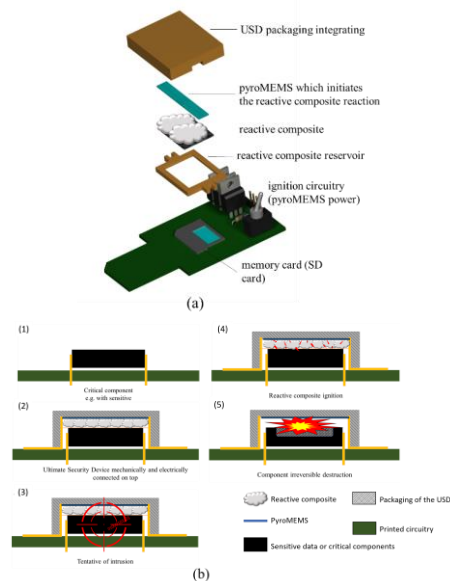 USD packaging integrating
pyroMEMS which initiates
the reactive composite reaction
reactive composite
reactive composite reservoir
ignition circuitry
(pyroMEMS power)
memory card (SD
card)
(a)
(1)
Critical component
e.g. with sensitive
(2)
Ultimate Security Device mechanically and electrically
connected on top
(3)
Tentative of intrusion
(4)
Reactive composite ignition
(5)
Component irreversible destruction
Reactive composite
Packaging of the USD
PyroMEMS
Printed circuitry
Sensitive data or critical components
(b)